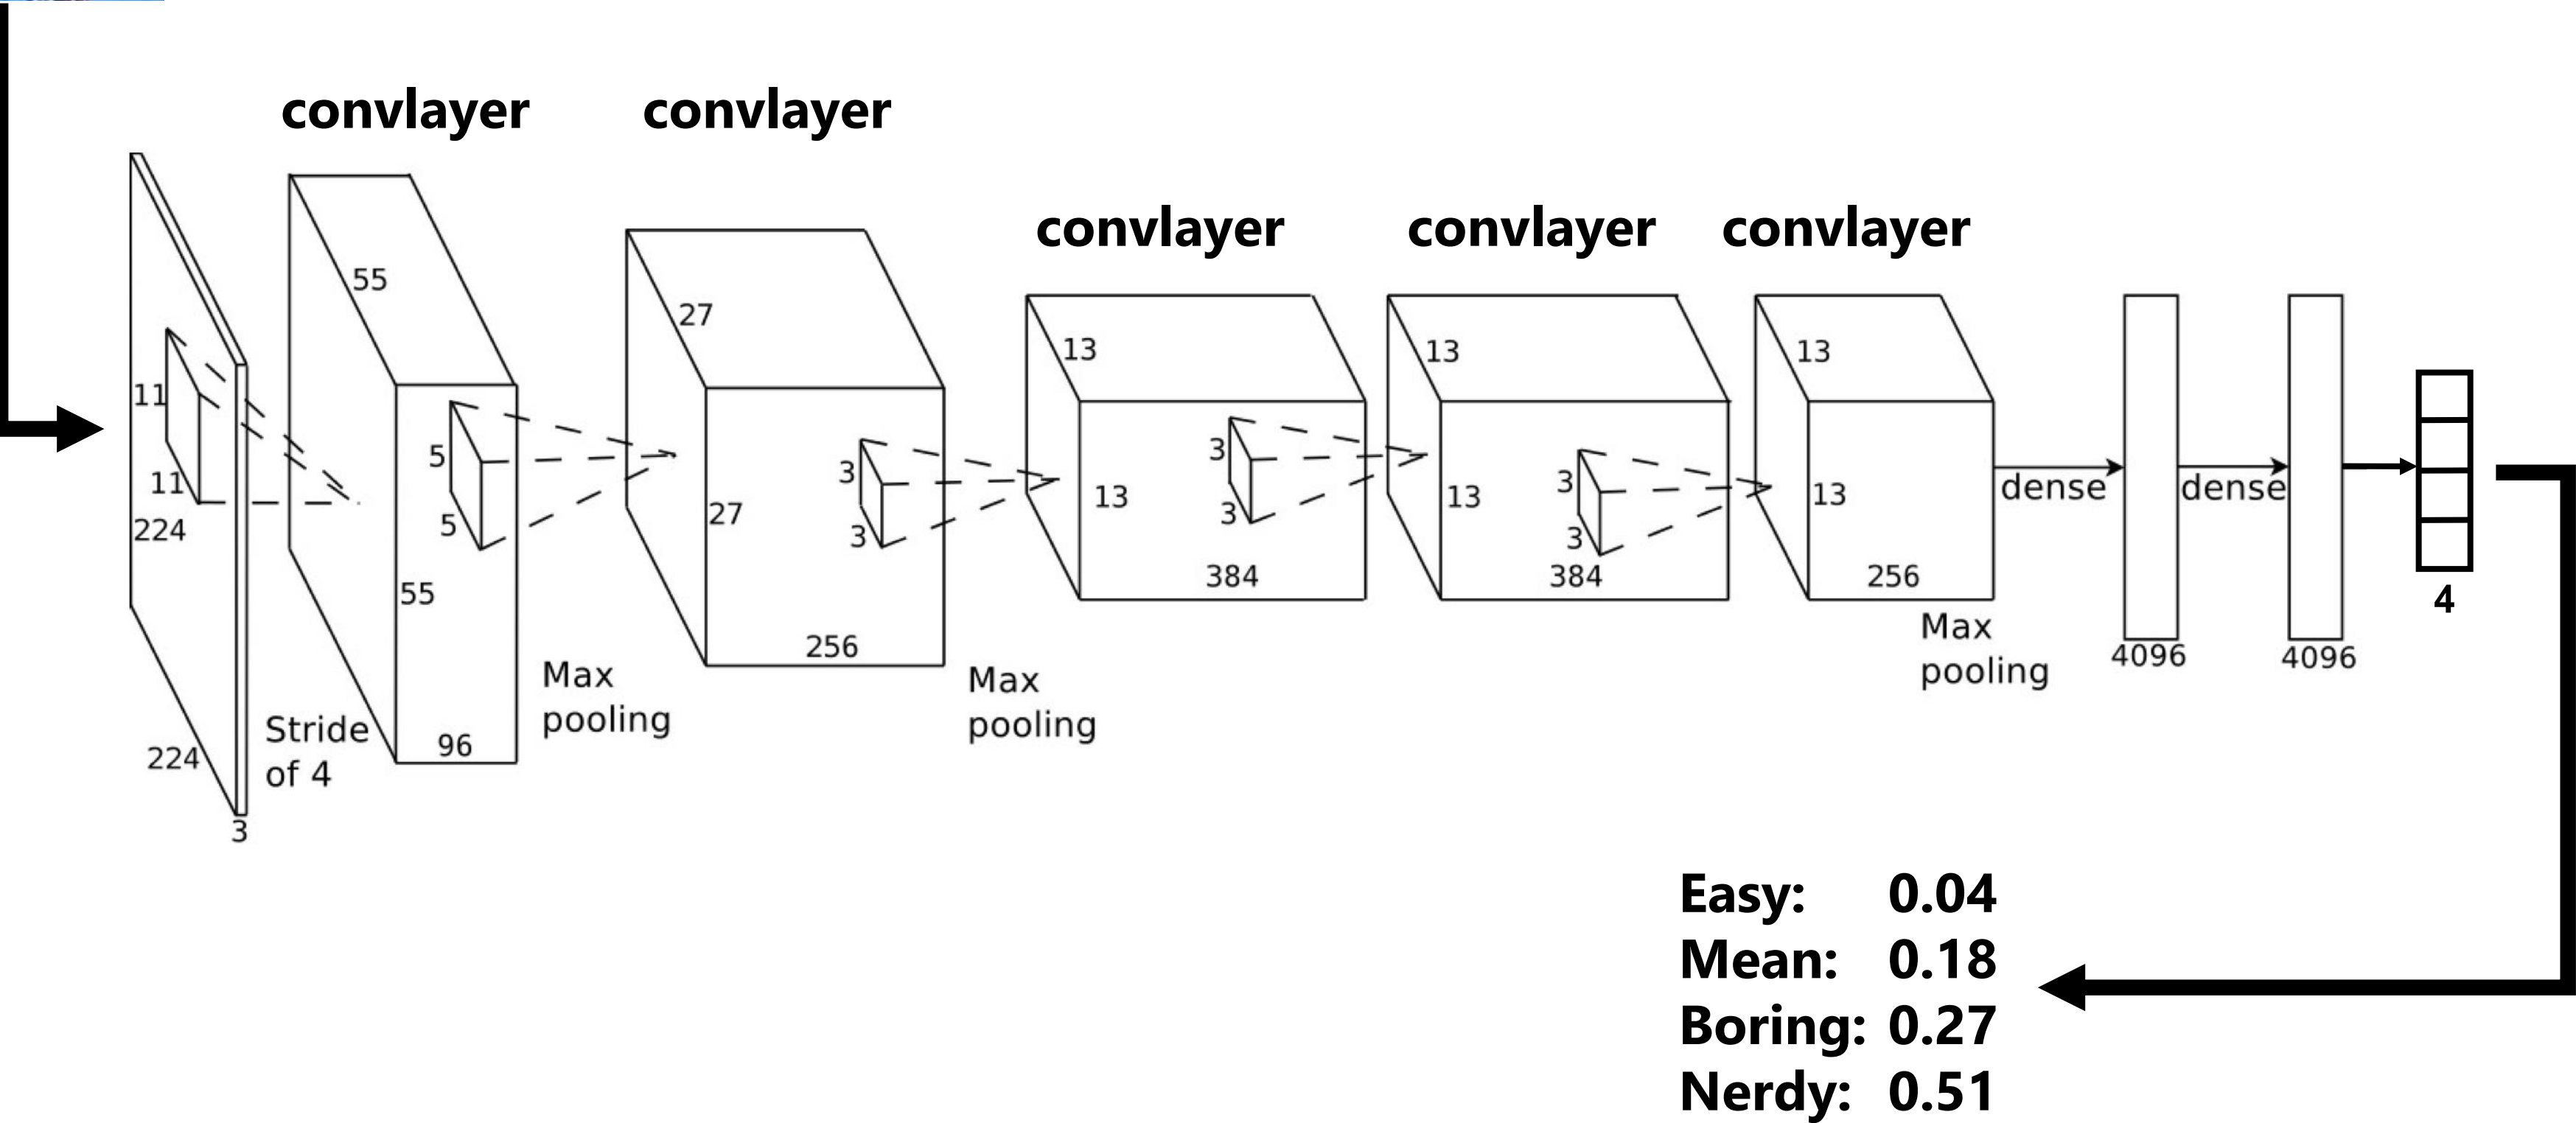 convlayer
convlayer
convlayer
convlayer
convlayer
11
11
224
224
3
Stride
of 4
55
55
96
5
5
Max
pooling
27
27
256
3
3
Max
pooling
13
13
384
3
3
13
13
384
3
3
13
13
256
Max
pooling
dense
4096
dense
4096
4
Easy: 0.04
Mean: 0.18
Boring: 0.27
Nerdy: 0.51